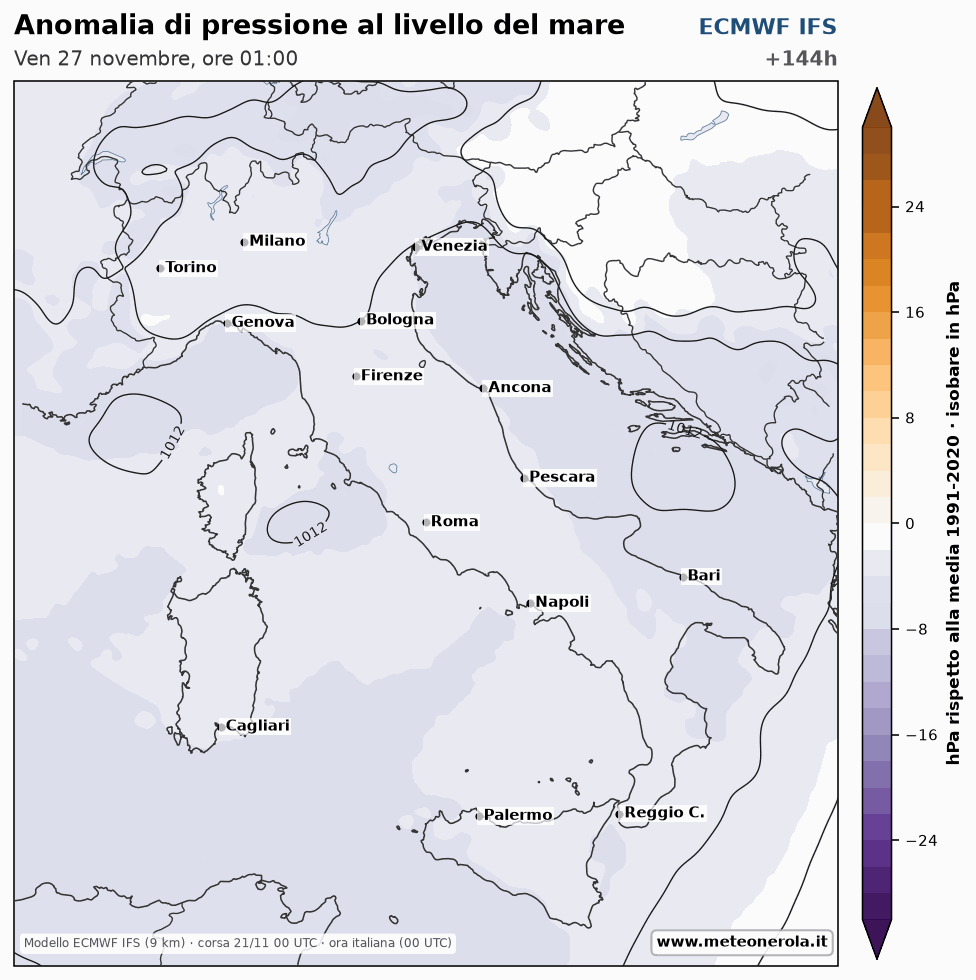 Anomalia di pressione al livello del mare
ECMWF IFS
Ven 27 novembre, ore 01:00
+144h
Milano
Venezia
Torino
Genova
Bologna
Firenze
Ancona
1012
Pescara
1012
Roma
Bari
Napoli
Cagliari
Palermo
Reggio C.
24
16
8
0
−8
−16
−24
hPa rispetto alla media 1991-2020 · isobare in hPa
Modello ECMWF IFS (9 km) · corsa 21/11 00 UTC · ora italiana (00 UTC)
www.meteonerola.it